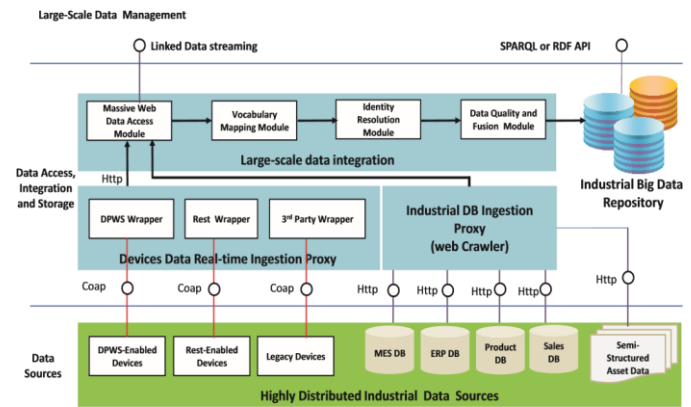 Large-Scale Data Management
Linked Data streaming
SPARQL or RDF API
Massive Web
Data Access
Module
Vocabulary
Mapping Module
Identity
Resolution
Module
Data Quality and
Fusion Module
Large-scale data integration
Data Access,
Integration
and Storage
Http
Industrial Big Data
Repository
DPWS Wrapper
Rest Wrapper
3rd Party Wrapper
Devices Data Real-time Ingestion Proxy
Industrial DB Ingestion
Proxy
(web Crawler)
Coap
Coap
Coap
Http
Http
Http
Http
Http
Data
Sources
DPWS-Enabled
Devices
Rest-Enabled
Devices
Legacy Devices
MES DB
ERP DB
Product
DB
Sales
DB
Semi-
Structured
Asset Data
Highly Distributed Industrial Data Sources